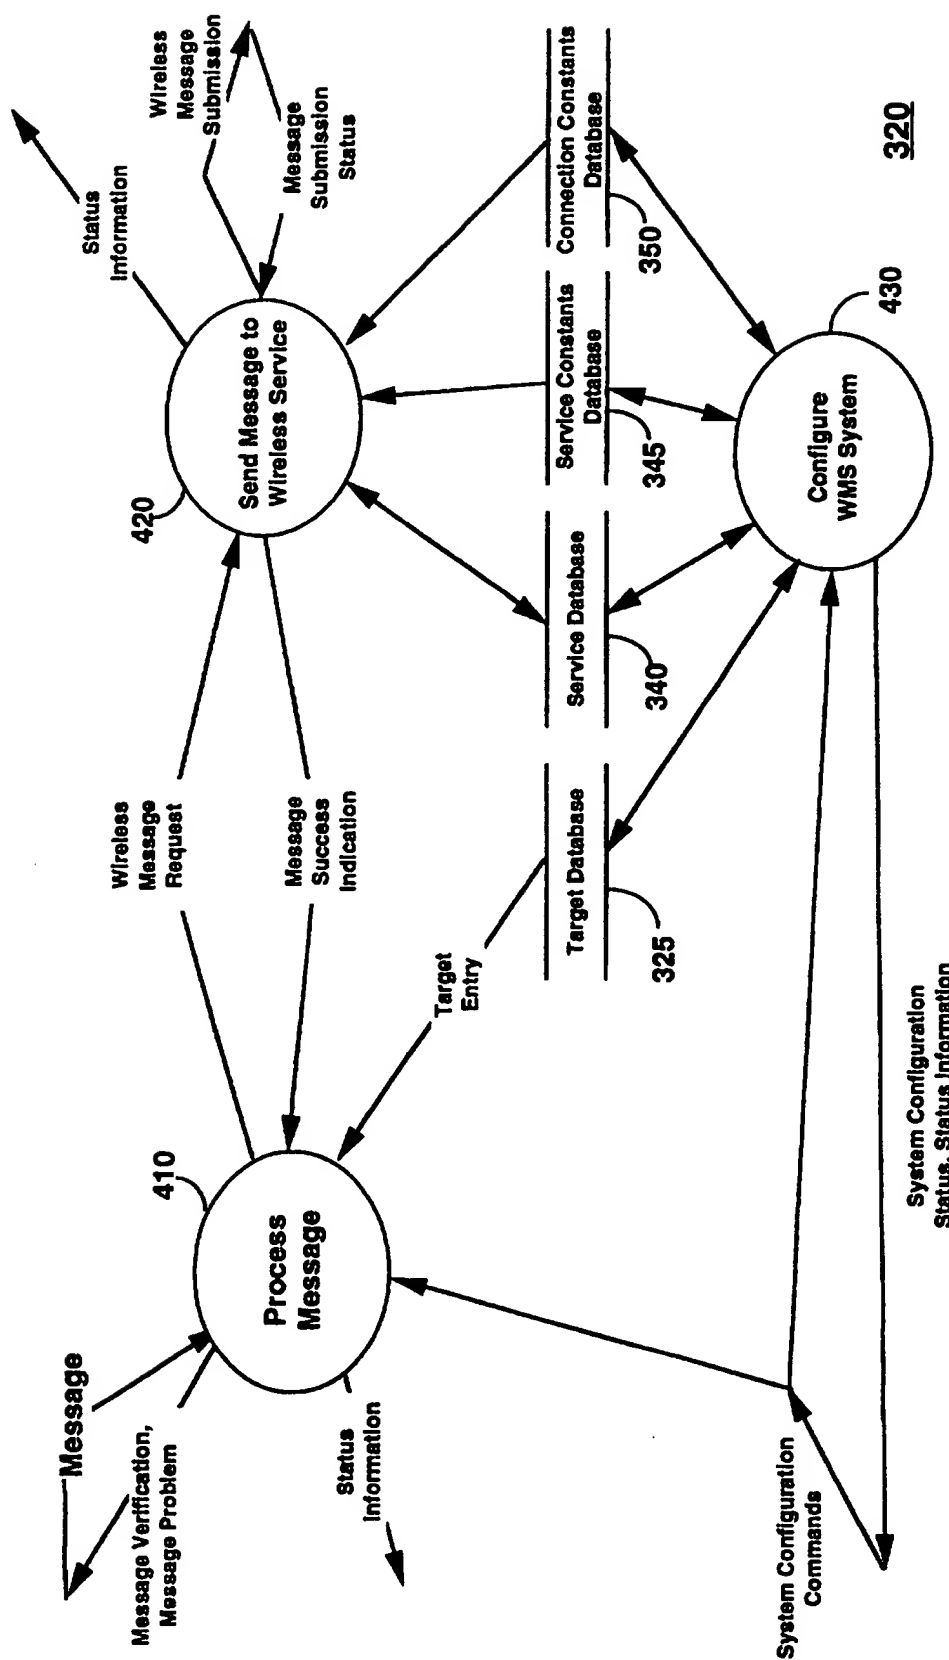 Message
410
Process
Message
Message Verification,
Message Problem
Status
Information
Wireless
Message
Request
Message
Success
Indication
Target
Entry
420
Send Message to
Wireless Service
Status
Information
Wireless
Message
Submission
Message
Submission
Status
Target Database
325
Service Database
340
Service Constants
Database
345
Connection Constants
Database
350
Configure
WMS System
430
System Configuration
Commands
System Configuration
Status, Status Information
320